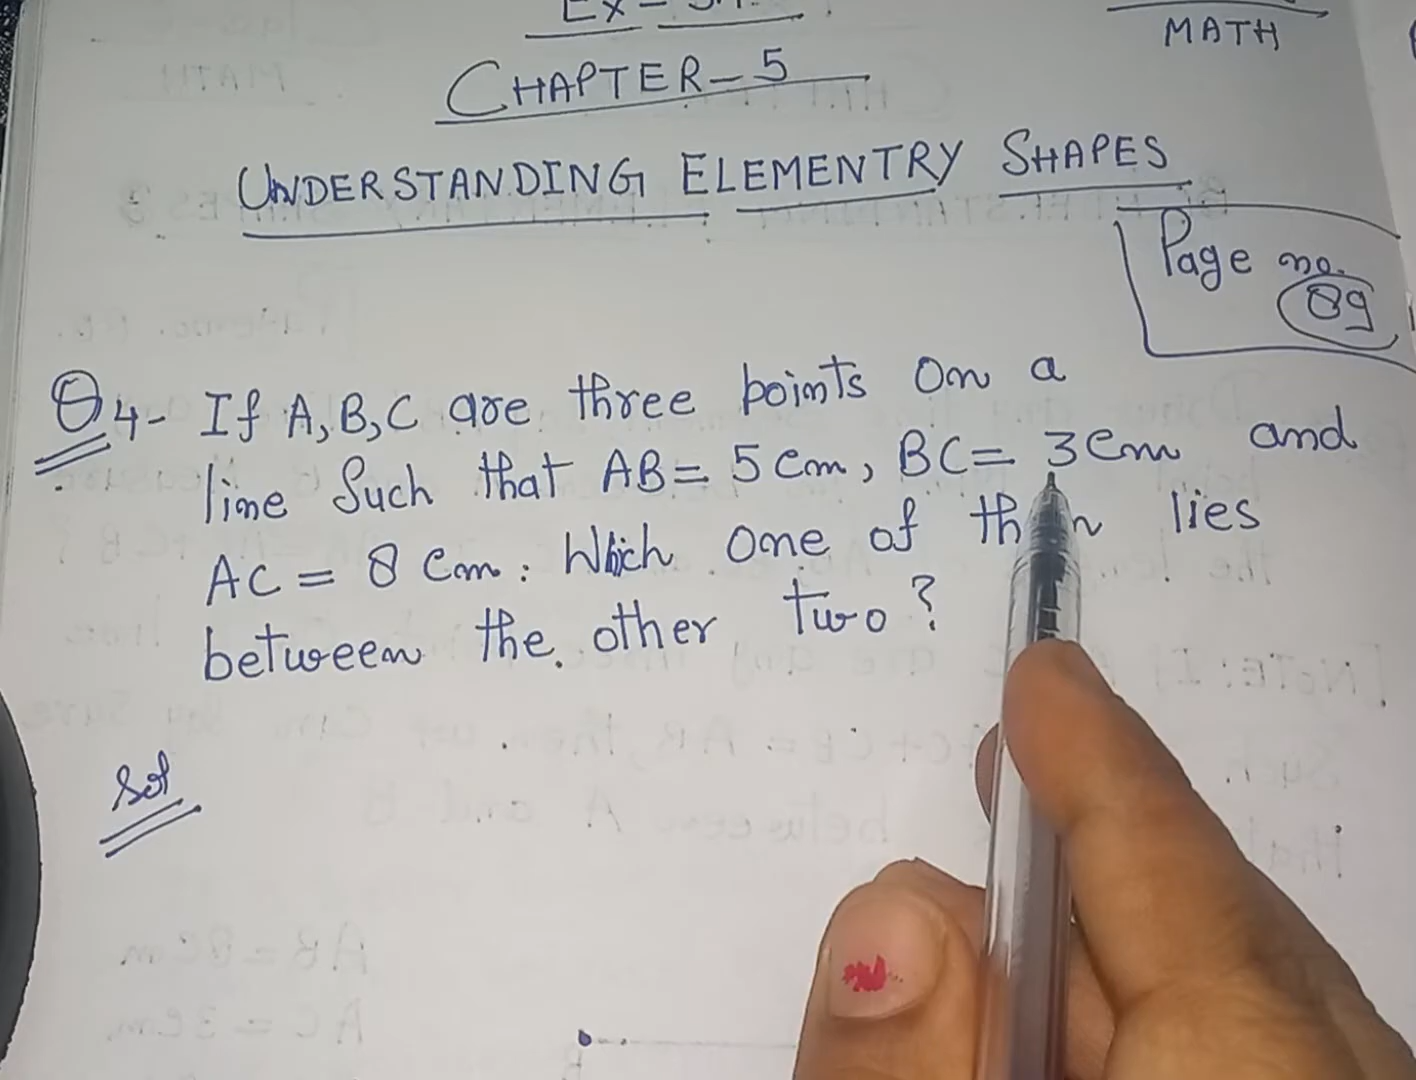 MATH
CHAPTER-5
UNDERSTANDING ELEMENTRY SHAPES
Page no.
89
Q4- If A, B, C are three points on a
line Such that AB = 5 cm, BC = 3 cm and
AC = 8 cm. Which one of lies
between the other two?
Sol